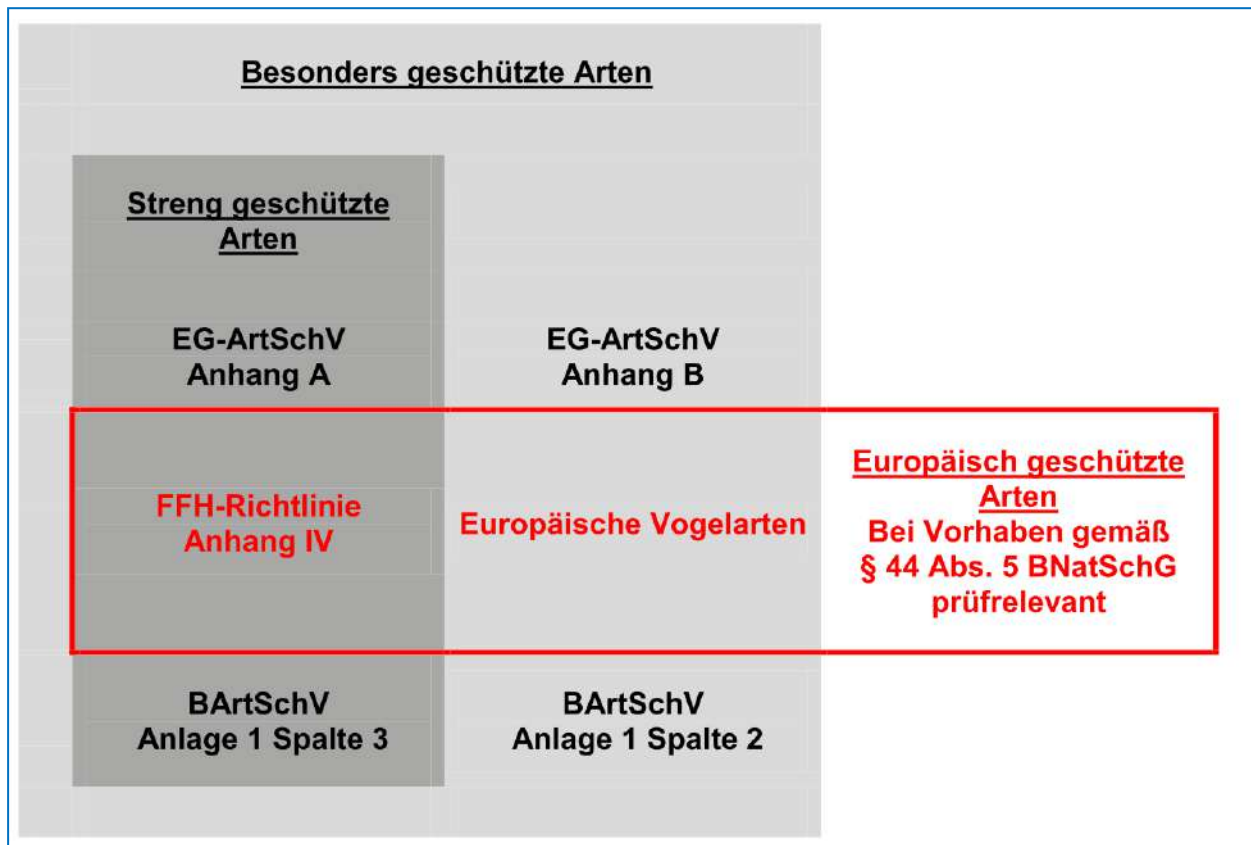 Besonders geschützte Arten
Streng geschützte
Arten
EG-ArtSchV
Anhang A
EG-ArtSchV
Anhang B
FFH-Richtlinie
Anhang IV
Europäische Vogelarten
Europäisch geschützte
Arten
Bei Vorhaben gemäß
§ 44 Abs. 5 BNatSchG
prüfrelevant
BArtSchV
Anlage 1 Spalte 3
BArtSchV
Anlage 1 Spalte 2